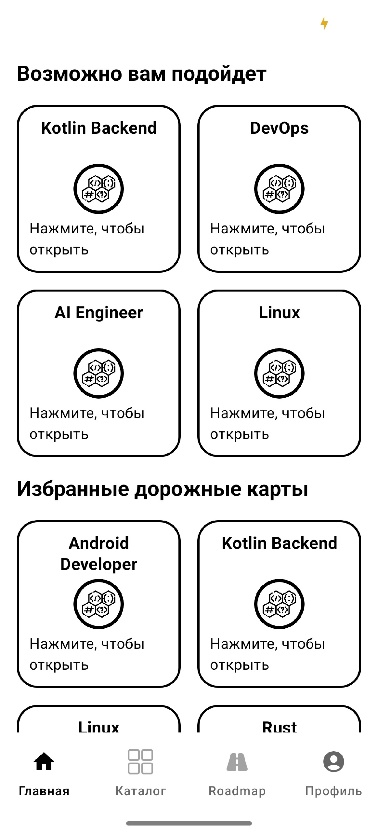 Возможно вам подойдет
Kotlin Backend
DevOps
Нажмите, чтобы
открыть
Нажмите, чтобы
открыть
AI Engineer
Linux
Нажмите, чтобы
открыть
Нажмите, чтобы
открыть
Избранные дорожные карты
Android
Developer
Kotlin Backend
Нажмите, чтобы
открыть
Нажмите, чтобы
открыть
Linux
Rust
Главная
Каталог
Roadmap
Профиль